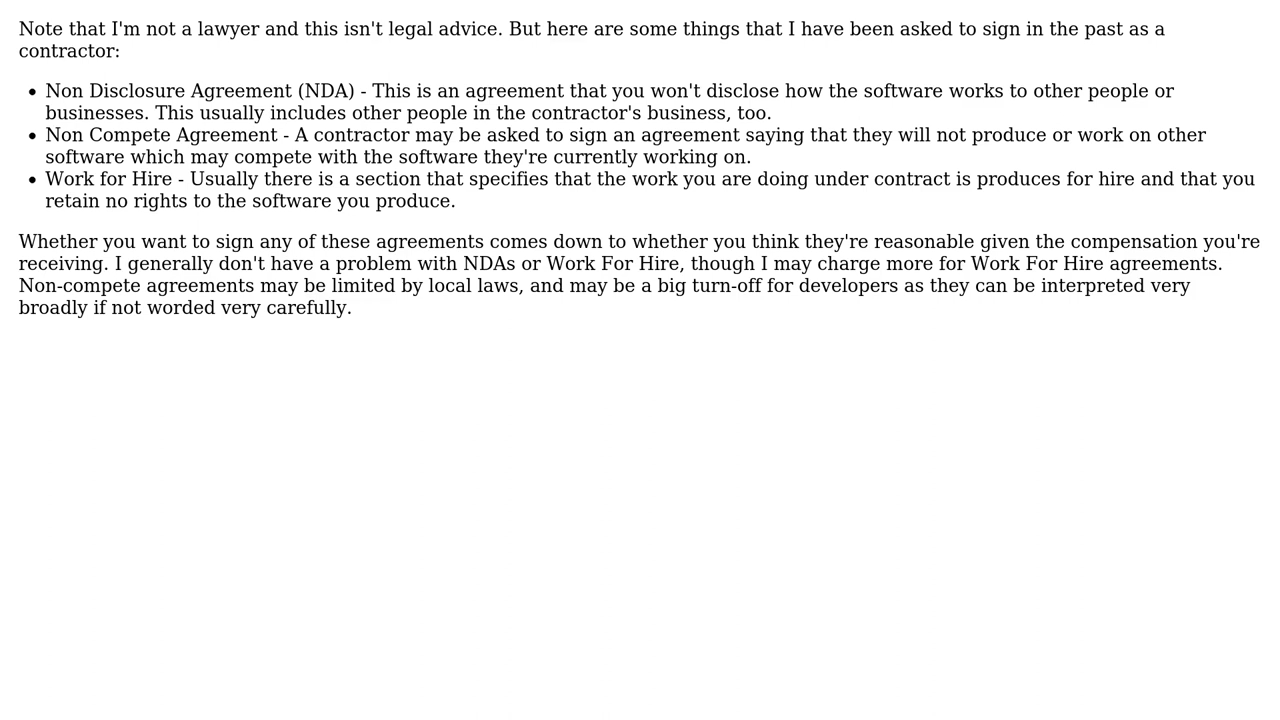 Note that I'm not a lawyer and this isn't legal advice. But here are some things that I have been asked to sign in the past as a
contractor:
• Non Disclosure Agreement (NDA) - This is an agreement that you won't disclose how the software works to other people or
businesses. This usually includes other people in the contractor's business, too.
• Non Compete Agreement - A contractor may be asked to sign an agreement saying that they will not produce or work on other
software which may compete with the software they're currently working on.
• Work for Hire - Usually there is a section that specifies that the work you are doing under contract is produces for hire and that you
retain no rights to the software you produce.
Whether you want to sign any of these agreements comes down to whether you think they're reasonable given the compensation you're
receiving. I generally don't have a problem with NDAs or Work For Hire, though I may charge more for Work For Hire agreements.
Non-compete agreements may be limited by local laws, and may be a big turn-off for developers as they can be interpreted very
broadly if not worded very carefully.